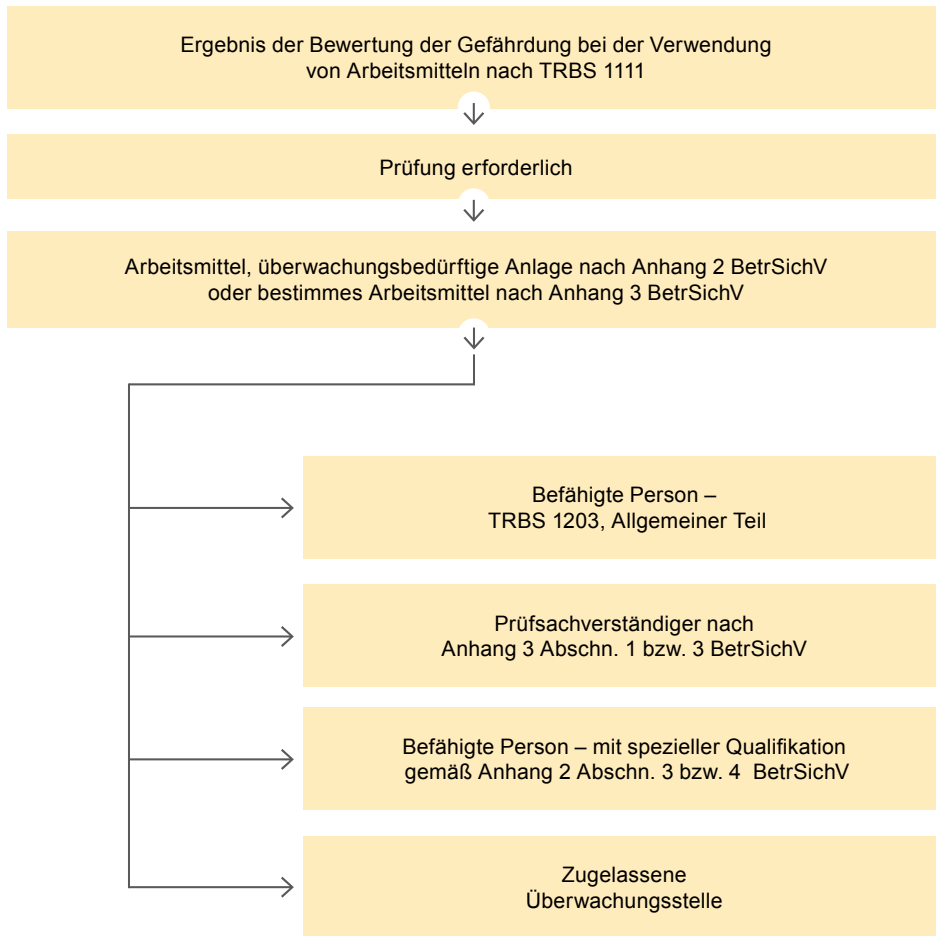 Ergebnis der Bewertung der Gefährdung bei der Verwendung
von Arbeitsmitteln nach TRBS 1111
Prüfung erforderlich
Arbeitsmittel, überwachungsbedürftige Anlage nach Anhang 2 BetrSichV
oder bestimmes Arbeitsmittel nach Anhang 3 BetrSichV
Befähigte Person –
TRBS 1203, Allgemeiner Teil
Prüfsachverständiger nach
Anhang 3 Abschn. 1 bzw. 3 BetrSichV
Befähigte Person – mit spezieller Qualifikation
gemäß Anhang 2 Abschn. 3 bzw. 4 BetrSichV
Zugelassene
Überwachungsstelle